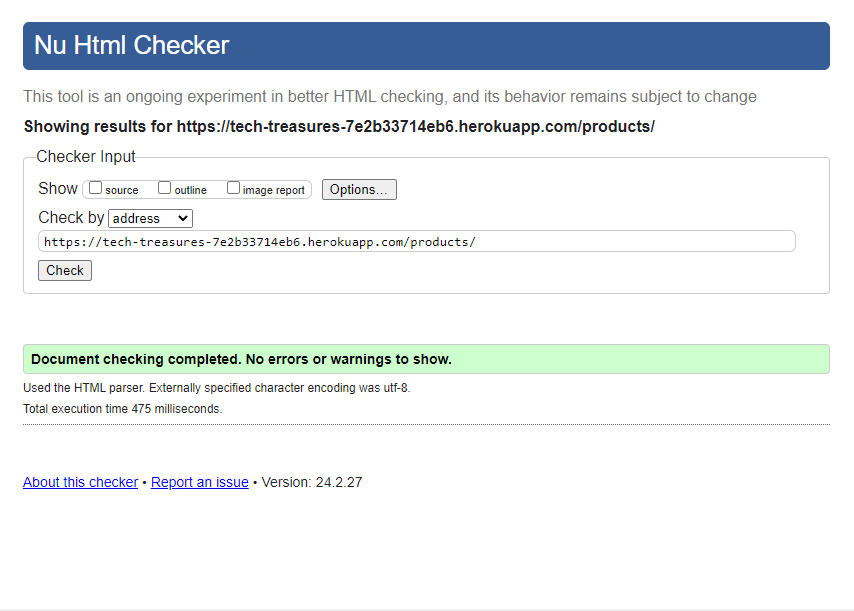 Nu Html Checker
This tool is an ongoing experiment in better HTML checking, and its behavior remains subject to change
Showing results for https://tech-treasures-7e2b33714eb6.herokuapp.com/products/
Checker Input
Show source outline image report Options...
Check by address
https://tech-treasures-7e2b33714eb6.herokuapp.com/products/
Check
Document checking completed. No errors or warnings to show.
Used the HTML parser. Externally specified character encoding was utf-8.
Total execution time 475 milliseconds.
About this checker • Report an issue • Version: 24.2.27